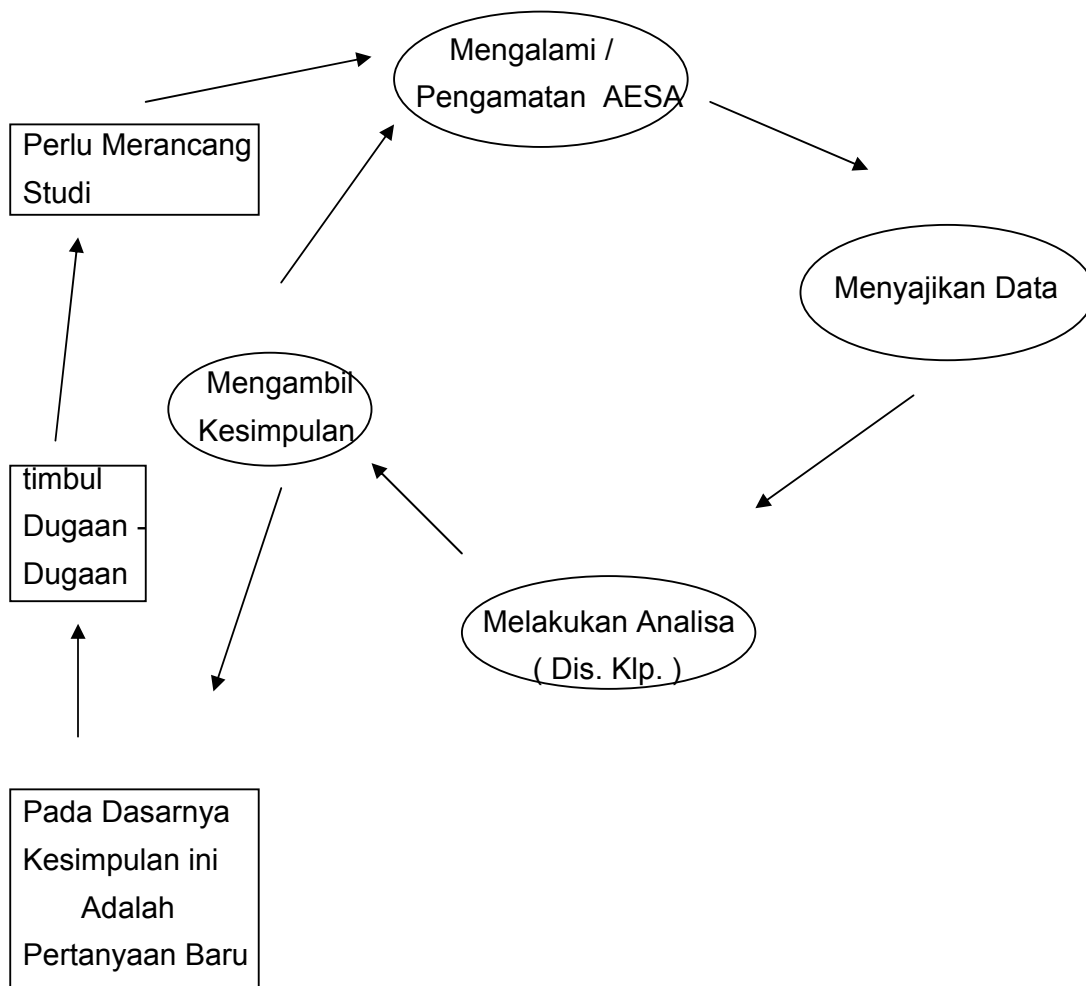 Mengalami /
Pengamatan AESA
Perlu Merancang
Studi
Menyajikan Data
Mengambil
Kesimpulan
timbul
Dugaan -
Dugaan
Melakukan Analisa
( Dis. Klp. )
Pada Dasarnya
Kesimpulan ini
Adalah
Pertanyaan Baru